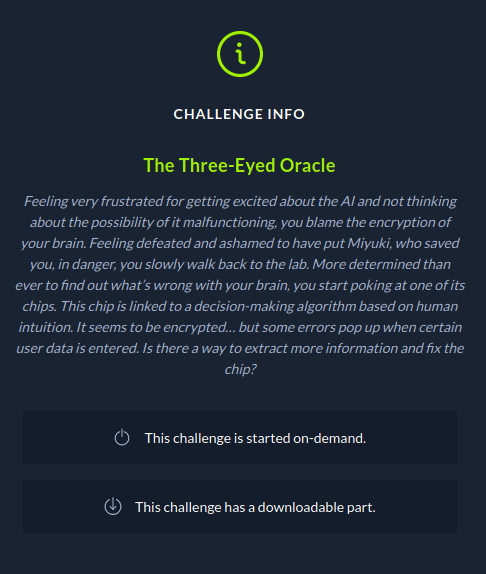 CHALLENGE INFO
The Three-Eyed Oracle
Feeling very frustrated for getting excited about the AI and not thinking
about the possibility of it malfunctioning, you blame the encryption of
your brain. Feeling defeated and ashamed to have put Miyuki, who saved
you, in danger, you slowly walk back to the lab. More determined than
ever to find out what’s wrong with your brain, you start poking at one of its
chips. This chip is linked to a decision-making algorithm based on human
intuition. It seems to be encrypted… but some errors pop up when certain
user data is entered. Is there a way to extract more information and fix the
chip?
This challenge is started on-demand.
This challenge has a downloadable part.